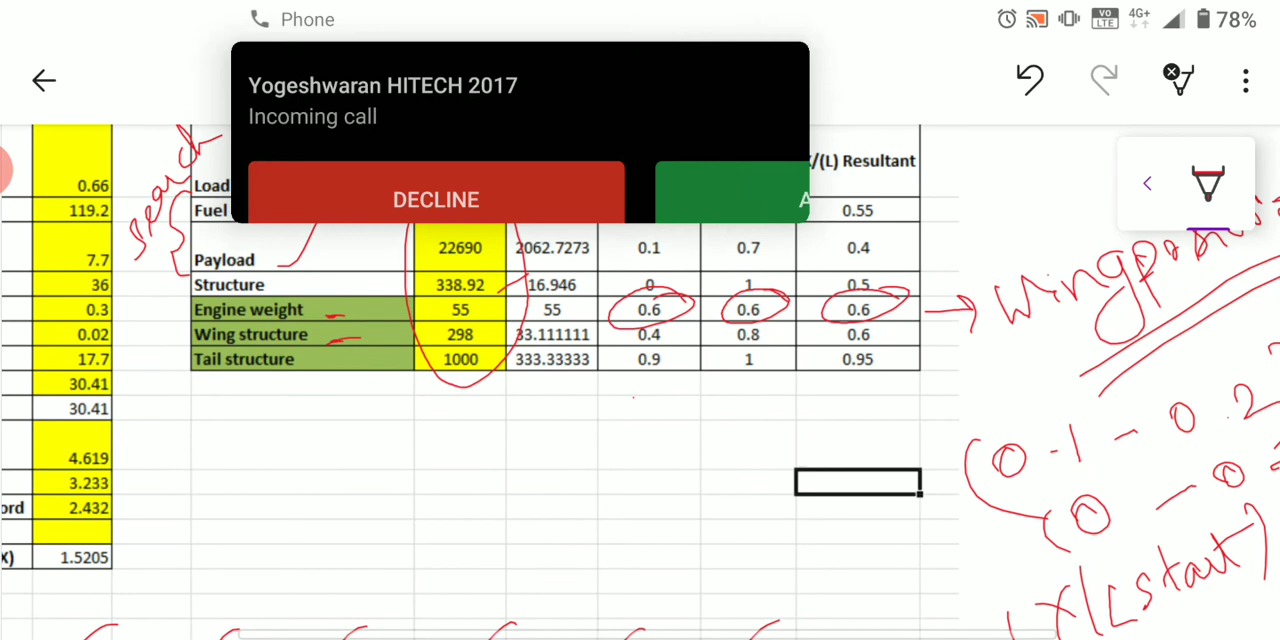 Phone
VO LTE 4G+ 78%
Yogeshwaran HITECH 2017
Incoming call
DECLINE
search
/(L) Resultant
0.66 Load
119.2 Fuel 0.55
7.7 Payload 22690 2062.7273 0.1 0.7 0.4
36 Structure 338.92 16.946 0 1 0.5
0.3 Engine weight 55 55 0.6 0.6 0.6
0.02 Wing structure 298 33.111111 0.4 0.8 0.6
17.7 Tail structure 1000 333.33333 0.9 1 0.95
30.41
30.41
4.619
3.233
ord 2.432
X) 1.5205
0.1 - 0.2
0 - 0
X/(Lstart)